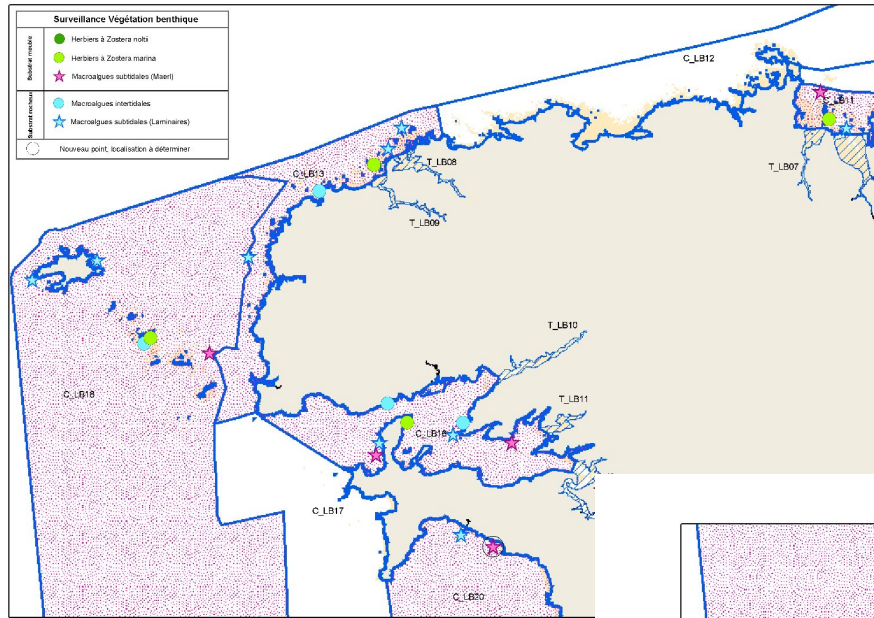 Surveillance Végétation benthique
Substrat meuble
Herbiers à Zostera noltii
Herbiers à Zostera marina
Macroalgues subtidales (Maerl)
Substrat rocheux
Macroalgues intertidales
Macroalgues subtidales (Laminaires)
Nouveau point, localisation à déterminer
C_LB12
C_LB11
T_LB07
T_LB08
C_LB13
T_LB09
T_LB10
C_LB18
T_LB11
C_LB16
C_LB17
C_LB20